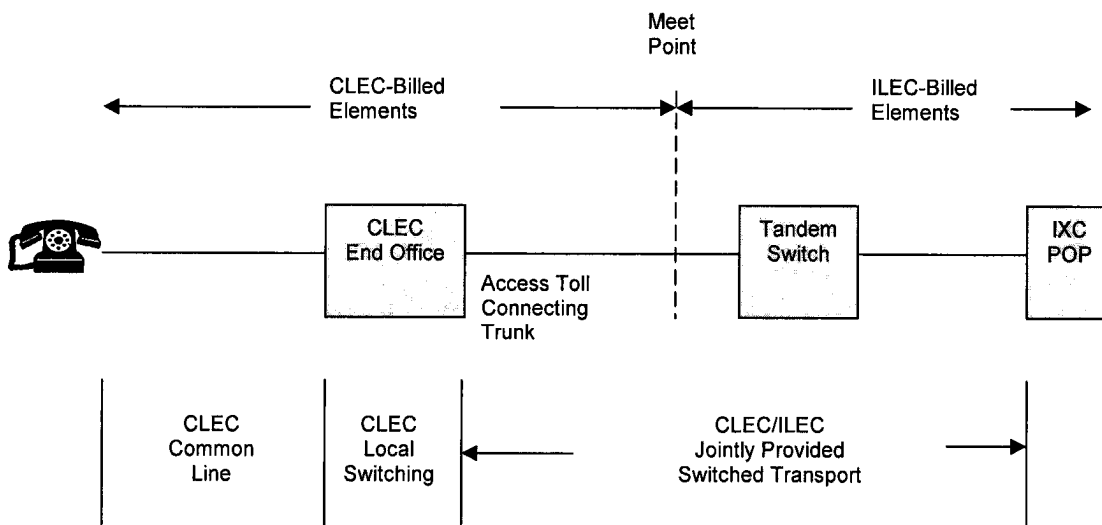 Meet
Point
CLEC-Billed
Elements
ILEC-Billed
Elements
CLEC
End Office
Tandem
Switch
IXC
POP
Access Toll
Connecting
Trunk
CLEC
Common
Line
CLEC
Local
Switching
CLEC/ILEC
Jointly Provided
Switched Transport